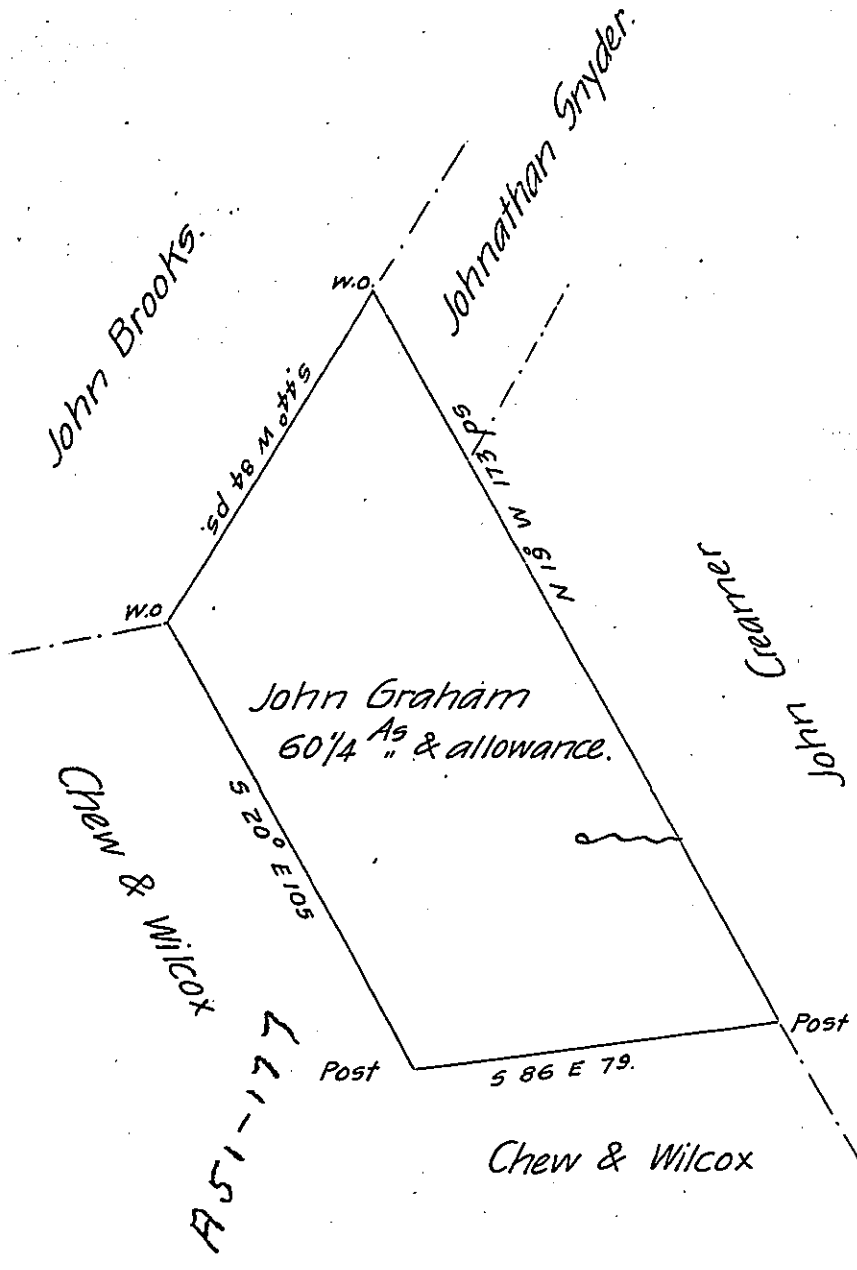 Johnathan Snyder.
John Brooks.
W.O.
S 44° W 84 ps.
N 19° W 173 ps
W.O
John Creamer
John Graham
60 1/4 As " & allowance.
S 20° E 105
Chew & Wilcox
Post
Post
S 86 E 79.
Chew & Wilcox
A51-177